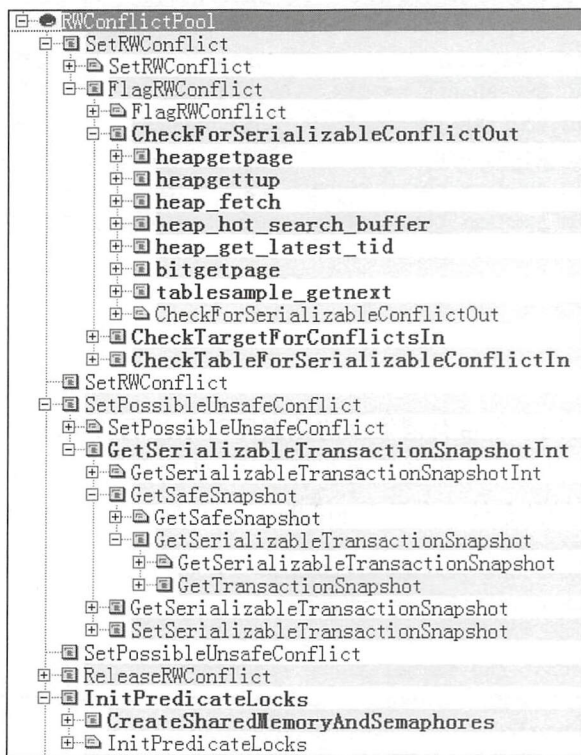 RWConflictPool
SetRWConflict
SetRWConflict
FlagRWConflict
FlagRWConflict
CheckForSerializableConflictOut
heapgetpage
heapgettup
heap_fetch
heap_hot_search_buffer
heap_get_latest_tid
bitgetpage
tablesample_getnext
CheckForSerializableConflictOut
CheckTargetForConflictsIn
CheckTableForSerializableConflictIn
SetRWConflict
SetPossibleUnsafeConflict
SetPossibleUnsafeConflict
GetSerializableTransactionSnapshotInt
GetSerializableTransactionSnapshotInt
GetSafeSnapshot
GetSafeSnapshot
GetSerializableTransactionSnapshot
GetSerializableTransactionSnapshot
GetTransactionSnapshot
GetSerializableTransactionSnapshot
SetSerializableTransactionSnapshot
SetPossibleUnsafeConflict
ReleaseRWConflict
InitPredicateLocks
CreateSharedMemoryAndSemaphores
InitPredicateLocks